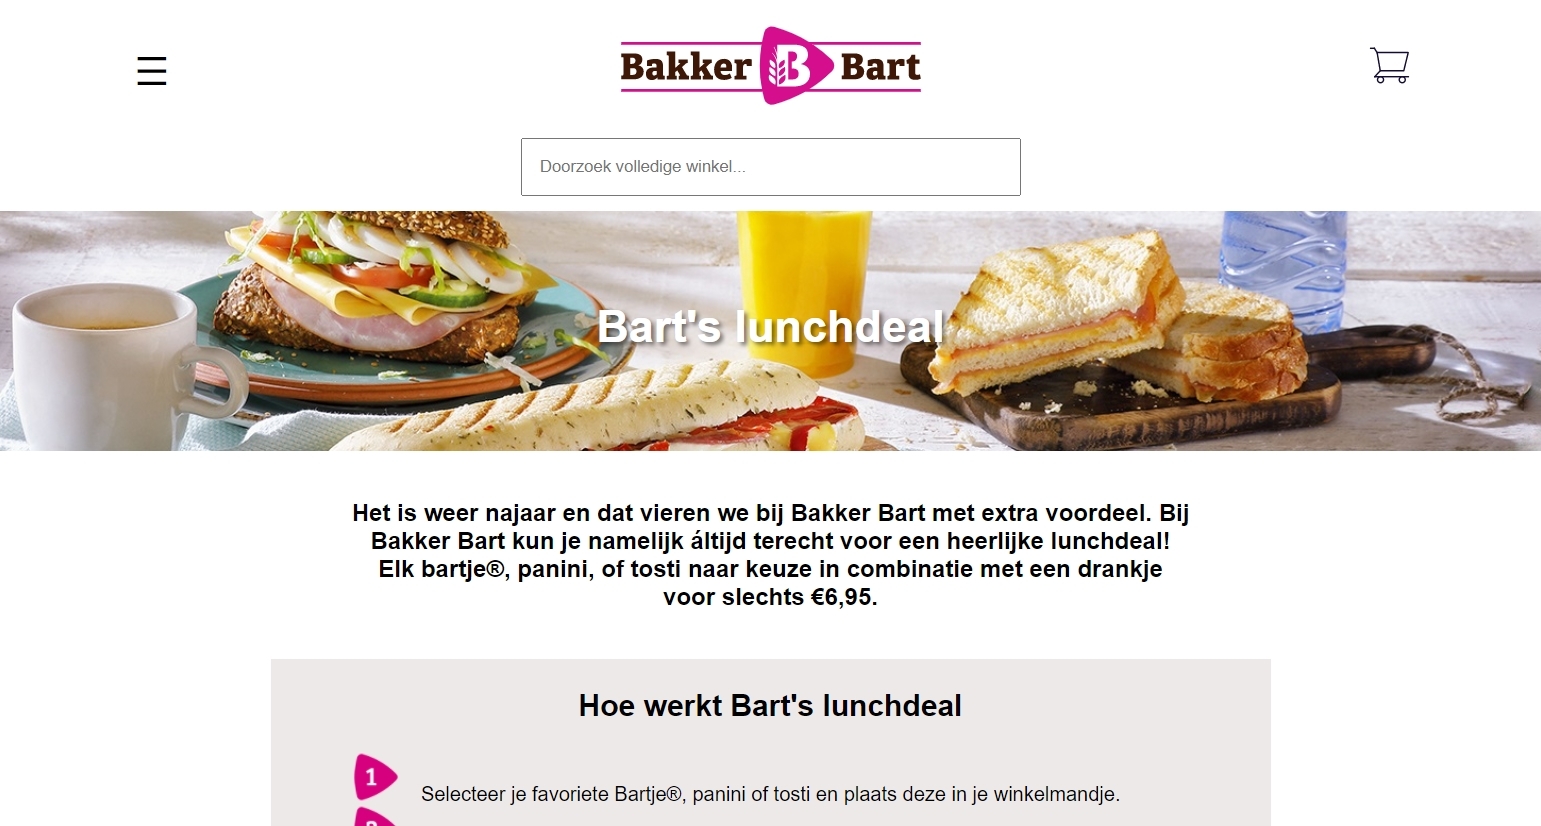 Bakker B Bart
Doorzoek volledige winkel...
Bart's lunchdeal
Het is weer najaar en dat vieren we bij Bakker Bart met extra voordeel. Bij
Bakker Bart kun je namelijk áltijd terecht voor een heerlijke lunchdeal!
Elk bartje®, panini, of tosti naar keuze in combinatie met een drankje
voor slechts €6,95.
Hoe werkt Bart's lunchdeal
1
Selecteer je favoriete Bartje®, panini of tosti en plaats deze in je winkelmandje.